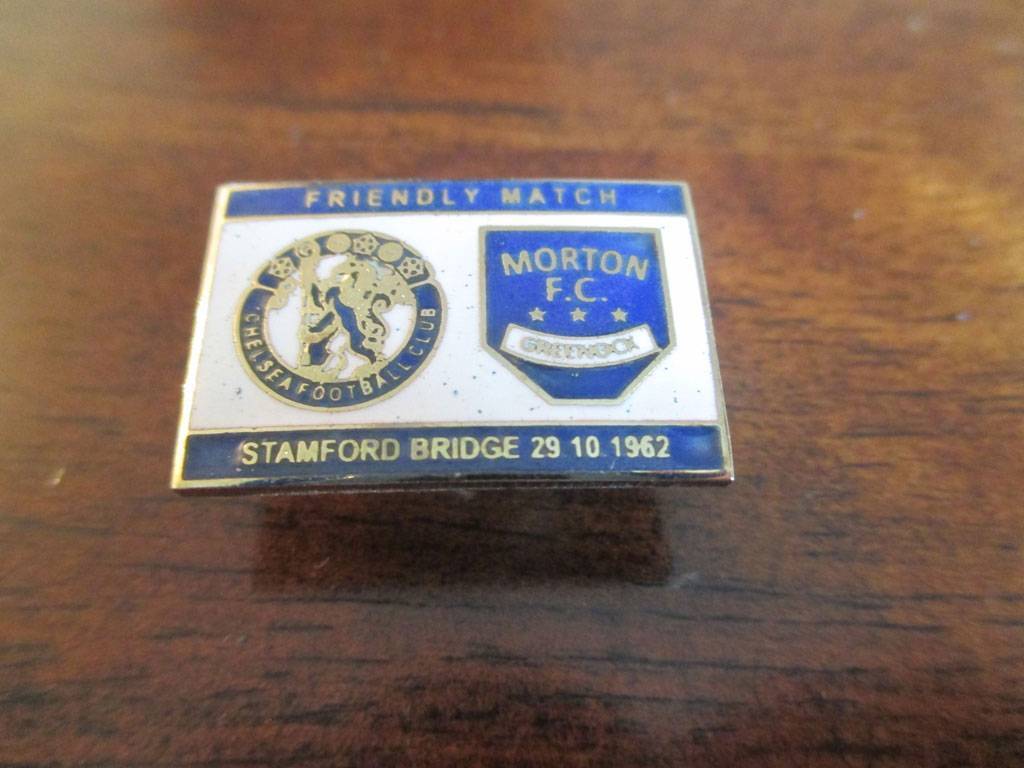 FRIENDLY MATCH
CHELSEA FOOTBALL CLUB
MORTON
F.C.
GREENOCK
STAMFORD BRIDGE 29 10 1962